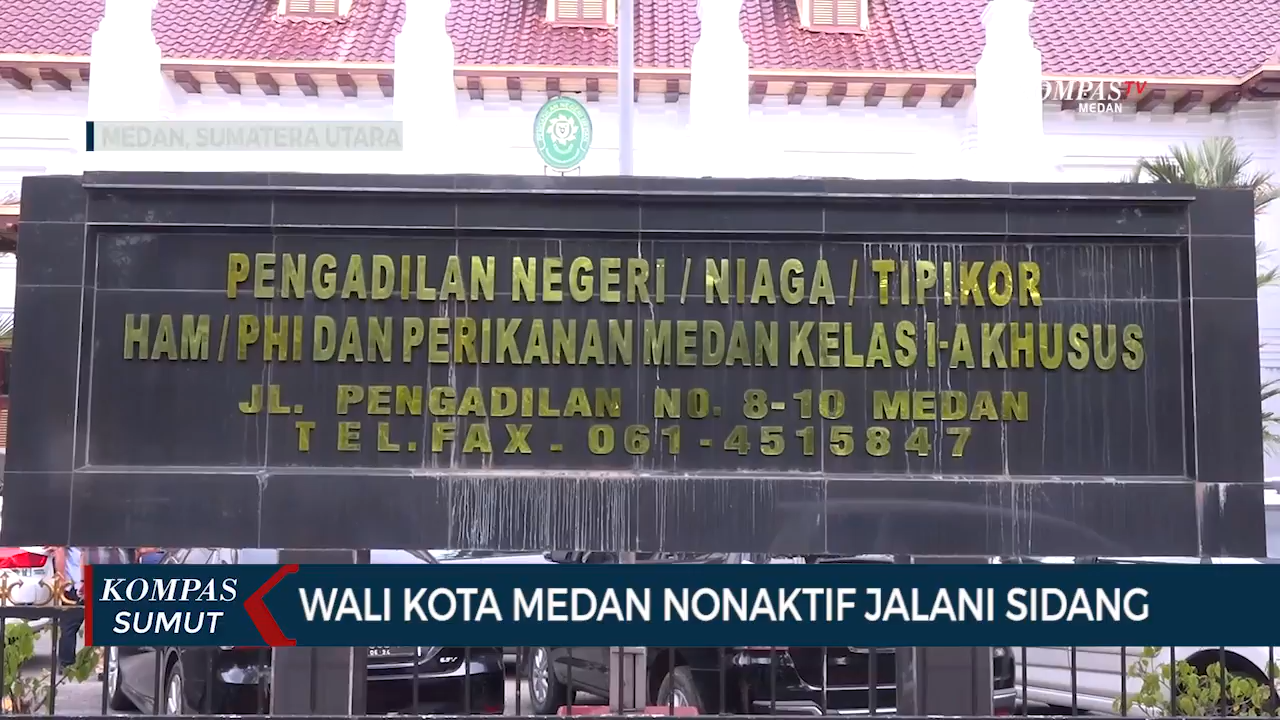 KOMPAS TV
MEDAN
MEDAN, SUMATERA UTARA
PENGADILAN NEGERI / NIAGA / TIPIKOR
HAM / PHI DAN PERIKANAN MEDAN KELAS I-A KHUSUS
JL. PENGADILAN NO. 8-10 MEDAN
TEL.FAX. 061-4515847
KOMPAS
SUMUT
WALI KOTA MEDAN NONAKTIF JALANI SIDANG